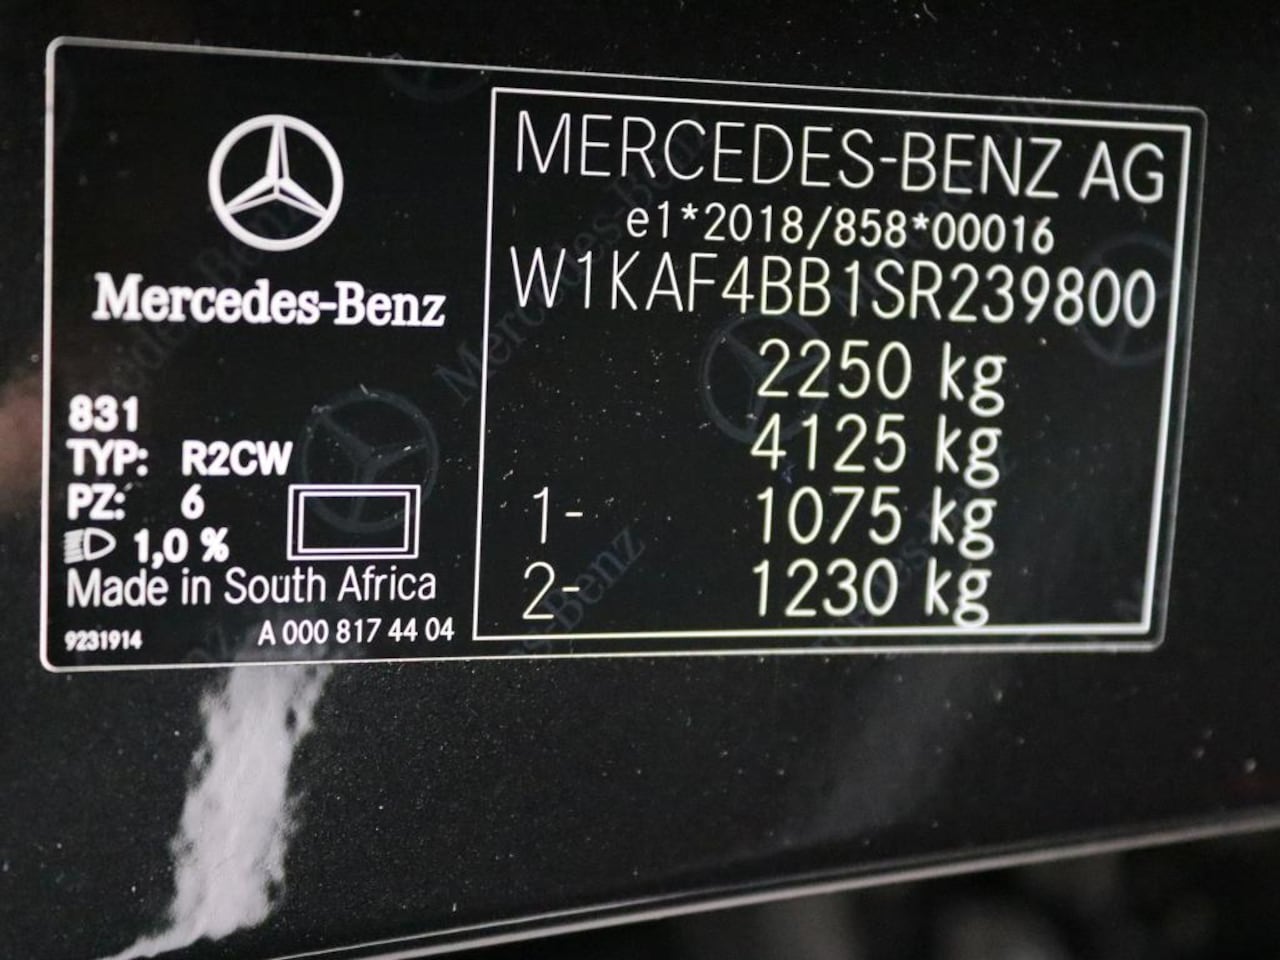 Mercedes-Benz
831
TYP: R2CW
PZ: 6
1,0 %
Made in South Africa
9231914 A 000 817 44 04
MERCEDES-BENZ AG
e1*2018/858*00016
W1KAF4BB1SR239800
2250 kg
4125 kg
1- 1075 kg
2- 1230 kg